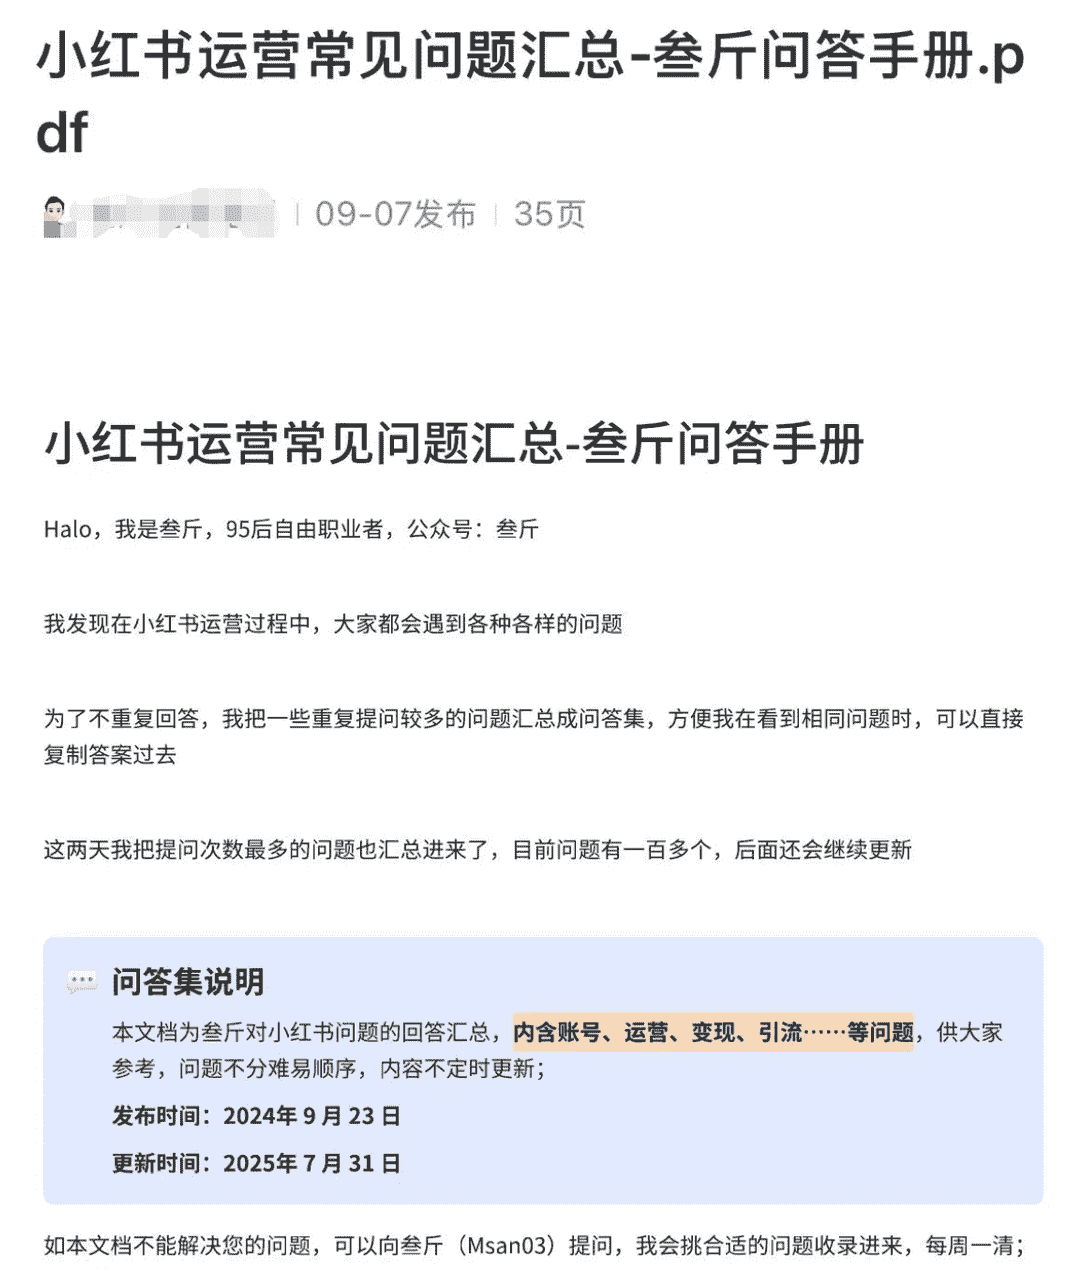 小红书运营常见问题汇总-叁斤问答手册.p
df
09-07发布 | 35页
小红书运营常见问题汇总-叁斤问答手册
Halo，我是叁斤，95后自由职业者，公众号：叁斤
我发现在小红书运营过程中，大家都会遇到各种各样的问题
为了不重复回答，我把一些重复提问较多的问题汇总成问答集，方便我在看到相同问题时，可以直接
复制答案过去
这两天我把提问次数最多的问题也汇总进来了，目前问题有一百多个，后面还会继续更新
问答集说明
本文档为叁斤对小红书问题的回答汇总，内含账号、运营、变现、引流……等问题，供大家
参考，问题不分难易顺序，内容不定时更新；
发布时间：2024年 9 月 23 日
更新时间：2025年 7 月 31 日
如本文档不能解决您的问题，可以向叁斤（Msan03）提问，我会挑合适的问题收录进来，每周一清；